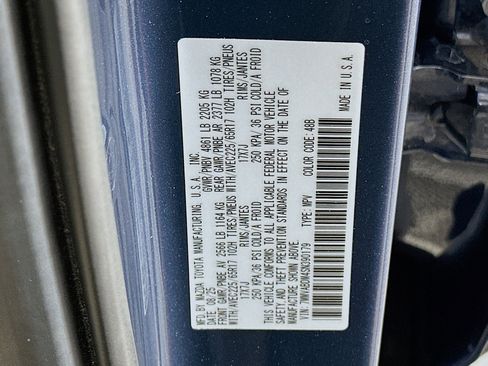 MFD. BY MAZDA TOYOTA MANUFACTURING, U.S.A., INC.
08/25 GVWR/PNBV 4861 LB 2205 KG
FRONT GAWR/PNBE AV 2566 LB 1164 KG REAR GAWR/PNBE AR 2377 LB 1078 KG
WITH/AVEC225/65R17 102H TIRES/PNEUS WITH/AVEC225/65R17 102H TIRES/PNEUS
17X7J RIMS/JANTES 17X7J RIMS/JANTES
250 KPA/36 PSI COLD/A FROID 250 KPA/ 36 PSI COLD/A FROID
THIS VEHICLE CONFORMS TO ALL APPLICABLE FEDERAL MOTOR VEHICLE
SAFETY, AND THEFT PREVENTION STANDARDS IN EFFECT ON THE DATE OF
MANUFACTURE SHOWN ABOVE.
TYPE: MPV COLOR CODE: 48B
MADE IN U.S.A.